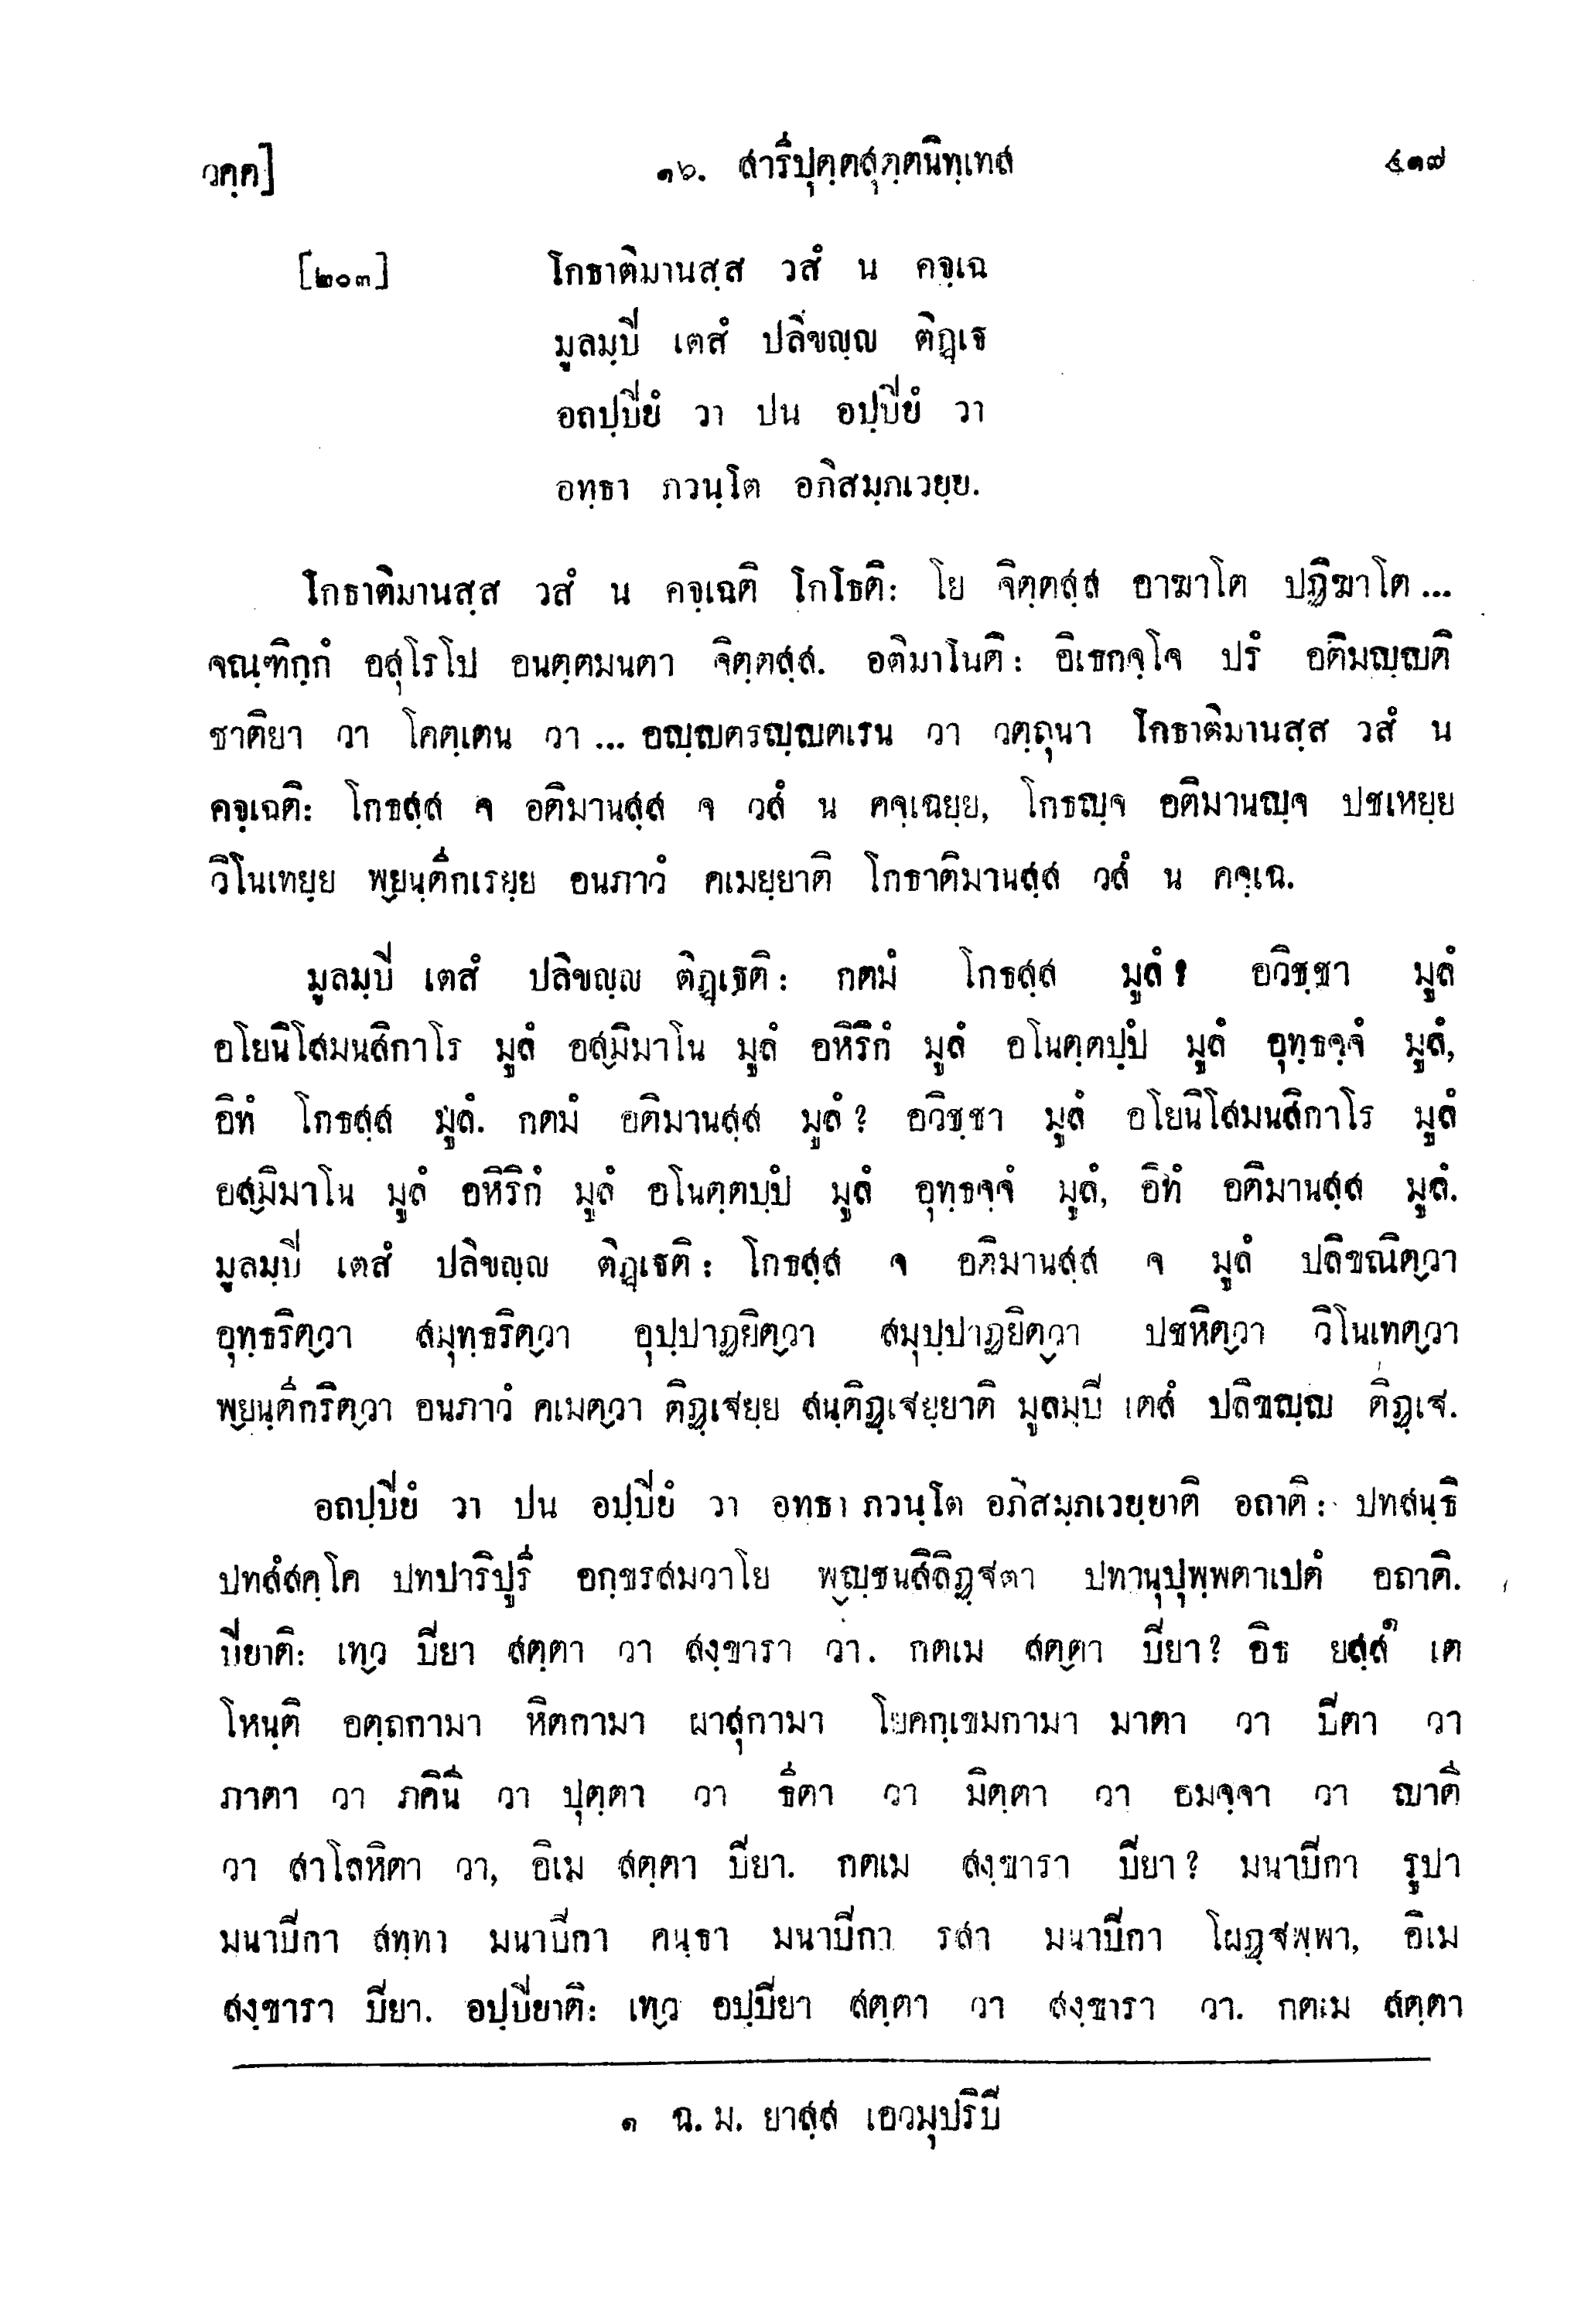 วคฺค]
๑๖. สารีปุตฺตสุตฺตนิทฺเทส
๔๑๗
[๒๐๓]
โกธาติมานสฺส วสํ น คจฺเฉ
มูลมฺปิ เตสํ ปลิขญฺญ ติฏฺเฐ
อถปฺปิยํ วา ปน อปฺปิยํ วา
อทฺธา ภวนฺโต อภิสมฺภเวยฺย.
โกธาติมานสฺส วสํ น คจฺเฉติ โกโธติ: โย จิตฺตสฺส อาฆาโต ปฏิฆาโต...
จณฺฑิกฺกํ อสุโรโป อนตฺตมนตา จิตฺตสฺส. อติมาโนติ: อิเธกจฺโจ ปรํ อติมญฺญติ
ชาติยา วา โคตฺเตน วา ... อญฺญตรญฺญตเรน วา วตฺถุนา โกธาติมานสฺส วสํ น
คจฺเฉติ: โกธสฺส จ อติมานสฺส จ วสํ น คจฺเฉยฺย, โกธญฺจ อติมานญฺจ ปชเหยฺย
วิโนเทยฺย พฺยนฺตีกเรยฺย อนภาวํ คเมยฺยาติ โกธาติมานสฺส วสํ น คจฺเฉ.
มูลมฺปิ เตสํ ปลิขญฺญ ติฏฺเฐติ: กตมํ โกธสฺส มูลํ? อวิชฺชา มูลํ
อโยนิโสมนสิกาโร มูลํ อสฺมิมาโน มูลํ อหิริกํ มูลํ อโนตฺตปฺปํ มูลํ อุทฺธจฺจํ มูลํ,
อิทํ โกธสฺส มูลํ. กตมํ อติมานสฺส มูลํ? อวิชฺชา มูลํ อโยนิโสมนสิกาโร มูลํ
อสฺมิมาโน มูลํ อหิริกํ มูลํ อโนตฺตปฺปํ มูลํ อุทฺธจฺจํ มูลํ, อิทํ อติมานสฺส มูลํ.
มูลมฺปิ เตสํ ปลิขญฺญ ติฏฺเฐติ: โกธสฺส จ อติมานสฺส จ มูลํ ปลิขณิตฺวา
อุทฺธริตฺวา สมุทฺธริตฺวา อุปฺปาฏยิตฺวา สมุปฺปาฏยิตฺวา ปชหิตฺวา วิโนเทตฺวา
พฺยนฺตีกริตฺวา อนภาวํ คเมตฺวา ติฏฺเฐยฺย สนฺติฏฺเฐยฺยาติ มูลมฺปิ เตสํ ปลิขญฺญ ติฏฺเฐ.
อถปฺปิยํ วา ปน อปฺปิยํ วา อทฺธา ภวนฺโต อภิสมฺภเวยฺยาติ อถาติ: ปทสนฺธิ
ปทสํสคฺโค ปทปาริปูรี อกฺขรสมวาโย พฺยญฺชนสิลิฏฺฐตา ปทานุปุพฺพตาเปตํ อถาติ.
ปิยาติ: เทฺว ปิยา สตฺตา วา สงฺขารา วา. กตเม สตฺตา ปิยา? อิธ ยสฺส๑ เต
โหนฺติ อตฺถกามา หิตกามา ผาสุกามา โยคกฺเขมกามา มาตา วา ปิตา วา
ภาตา วา ภคินี วา ปุตฺตา วา ธีตา วา มิตฺตา วา อมจฺจา วา ญาตี
วา สาโลหิตา วา, อิเม สตฺตา ปิยา. กตเม สงฺขารา ปิยา? มนาปิกา รูปา
มนาปิกา สทฺทา มนาปิกา คนฺธา มนาปิกา รสา มนาปิกา โผฏฺฐพฺพา, อิเม
สงฺขารา ปิยา. อปฺปิยาติ: เทฺว อปฺปิยา สตฺตา วา สงฺขารา วา. กตเม สตฺตา
๑ ฉ. ม. ยาสฺส เอวมุปริปิ